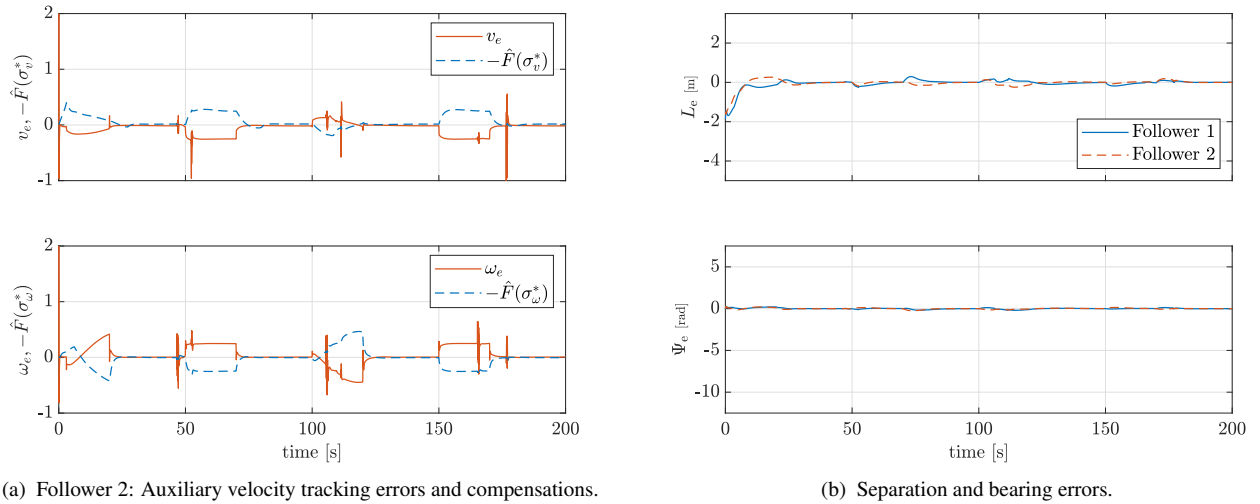 2
1
0
-1
v_e, −F̂(σ_v^*)
v_e
−F̂(σ_v^*)
2
1
0
-1
ω_e, −F̂(σ_ω^*)
ω_e
−F̂(σ_ω^*)
0 50 100 150 200
time [s]
(a) Follower 2: Auxiliary velocity tracking errors and compensations.
2
0
-2
-4
L_e [m]
Follower 1
Follower 2
5
0
-5
-10
Ψ_e [rad]
0 50 100 150 200
time [s]
(b) Separation and bearing errors.